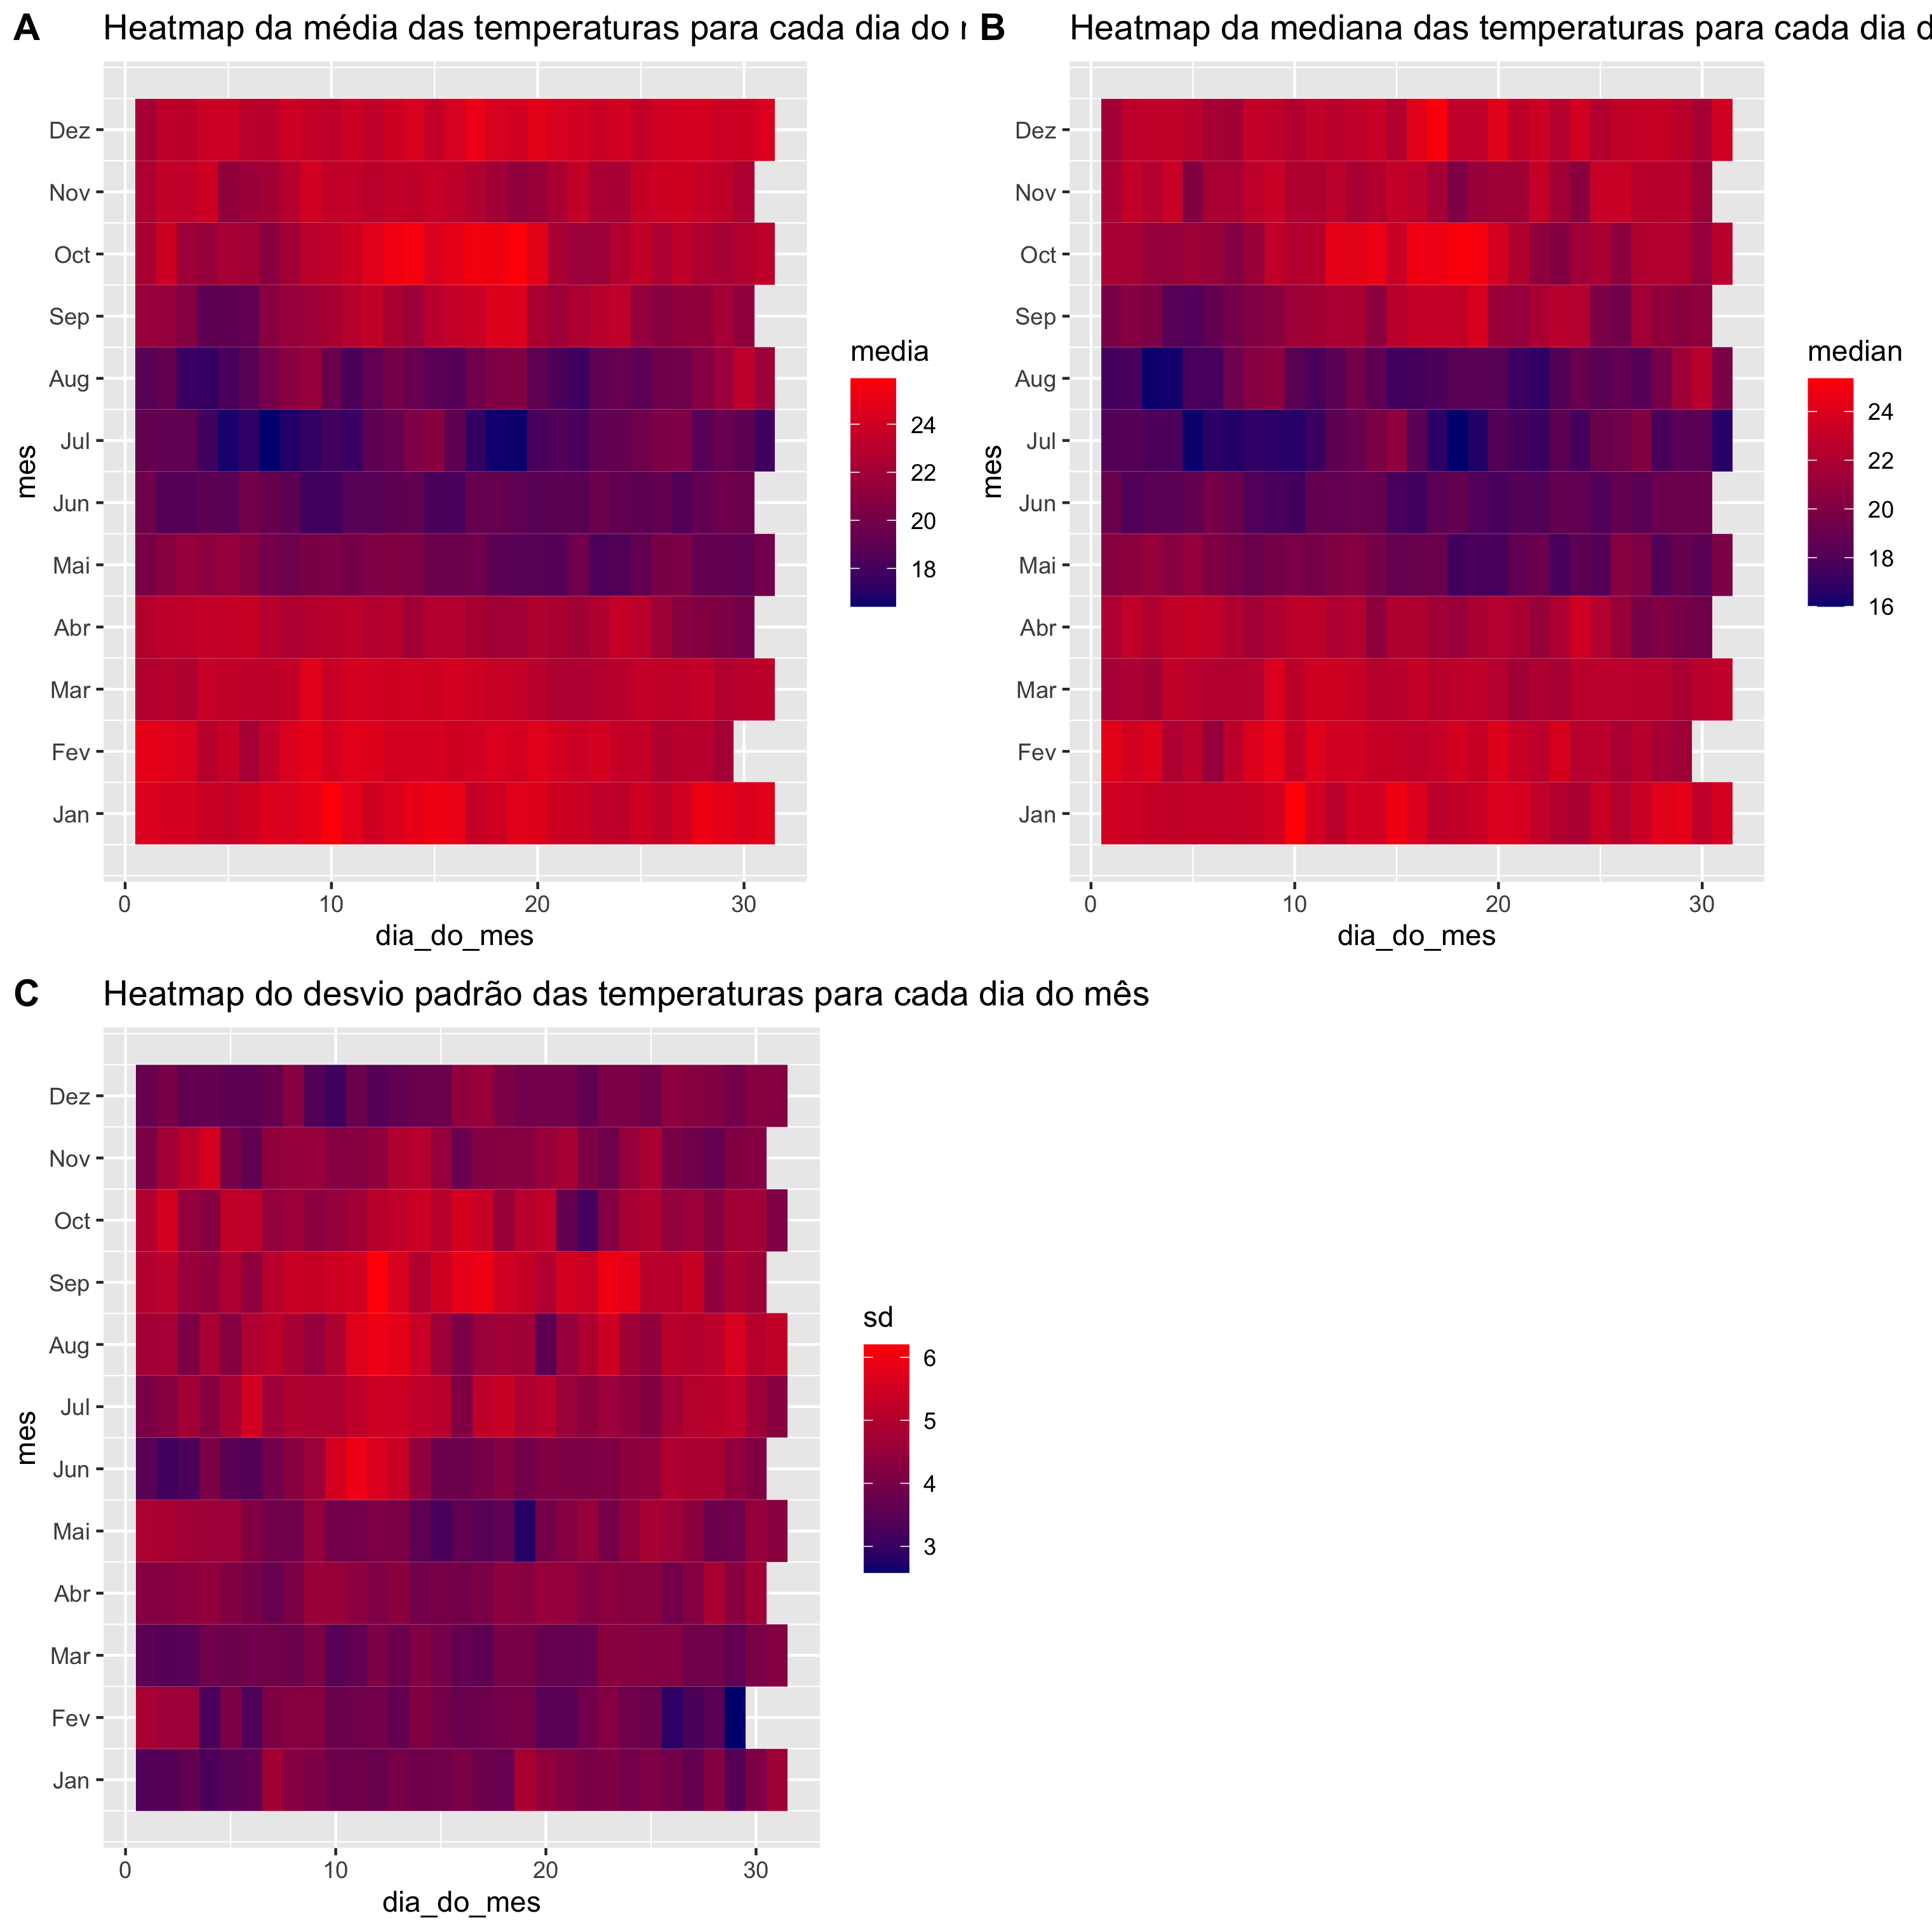 A
Heatmap da média das temperaturas para cada dia do
mes
Dez
Nov
Oct
Sep
Aug
Jul
Jun
Mai
Abr
Mar
Fev
Jan
0 10 20 30
dia_do_mes
media
24
22
20
18
B
Heatmap da mediana das temperaturas para cada dia
mes
Dez
Nov
Oct
Sep
Aug
Jul
Jun
Mai
Abr
Mar
Fev
Jan
0 10 20 30
dia_do_mes
median
24
22
20
18
16
C
Heatmap do desvio padrão das temperaturas para cada dia do mês
mes
Dez
Nov
Oct
Sep
Aug
Jul
Jun
Mai
Abr
Mar
Fev
Jan
0 10 20 30
dia_do_mes
sd
6
5
4
3